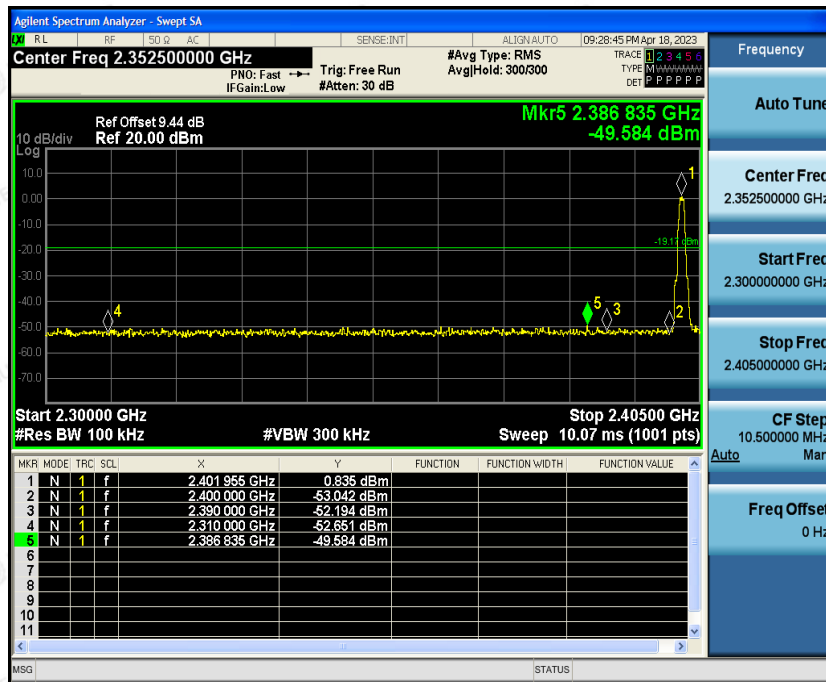 Agilent Spectrum Analyzer - Swept SA
LXI RL RF 50 Ω AC SENSE:INT ALIGN AUTO 09:28:45 PM Apr 18, 2023
Center Freq 2.352500000 GHz
PNO: Fast
IFGain:Low
Trig: Free Run
#Atten: 30 dB
#Avg Type: RMS
Avg|Hold: 300/300
TRACE 1 2 3 4 5 6
TYPE M
DET P P P P P P
Mkr5 2.386 835 GHz
-49.584 dBm
Ref Offset 9.44 dB
10 dB/div Ref 20.00 dBm
Log
10.0
0.00
-10.0
-20.0
-30.0
-40.0
-50.0
-60.0
-70.0
-19.17 dBm
1
2
3
4
5
Start 2.30000 GHz Stop 2.40500 GHz
#Res BW 100 kHz #VBW 300 kHz Sweep 10.07 ms (1001 pts)
MKR MODE TRC SCL X Y FUNCTION FUNCTION WIDTH FUNCTION VALUE
1 N 1 f 2.401 955 GHz 0.835 dBm
2 N 1 f 2.400 000 GHz -53.042 dBm
3 N 1 f 2.390 000 GHz -52.194 dBm
4 N 1 f 2.310 000 GHz -52.651 dBm
5 N 1 f 2.386 835 GHz -49.584 dBm
6
7
8
9
10
11
MSG STATUS
Frequency
Auto Tune
Center Freq
2.352500000 GHz
Start Freq
2.300000000 GHz
Stop Freq
2.405000000 GHz
CF Step
10.500000 MHz
Auto Man
Freq Offset
0 Hz